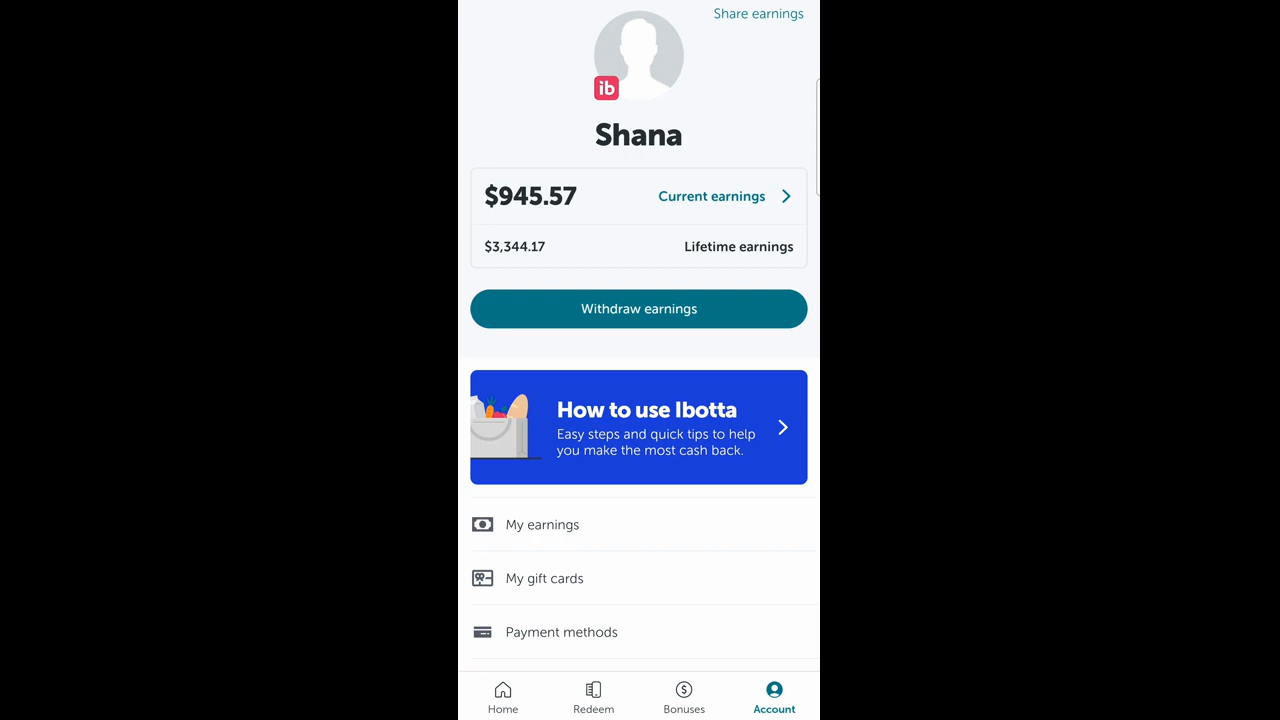 Share earnings
ib
Shana
$945.57 Current earnings
$3,344.17 Lifetime earnings
Withdraw earnings
How to use Ibotta
Easy steps and quick tips to help
you make the most cash back.
My earnings
My gift cards
Payment methods
Home Redeem Bonuses Account